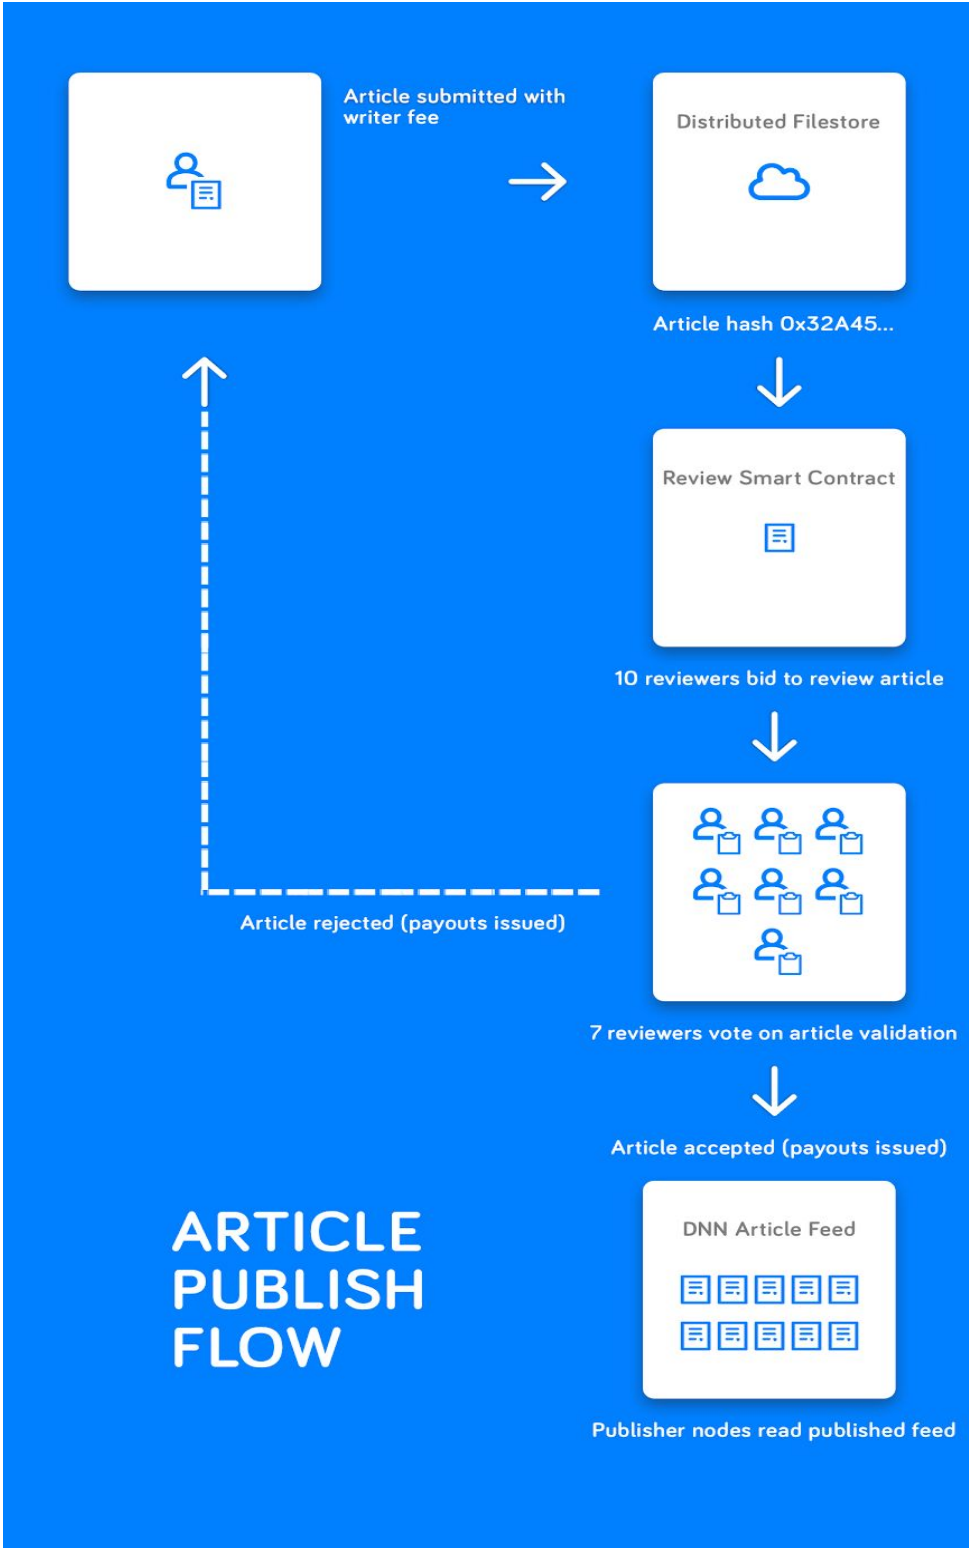 Article submitted with
writer fee
Distributed Filestore
Article hash 0x32A45...
Review Smart Contract
10 reviewers bid to review article
Article rejected (payouts issued)
7 reviewers vote on article validation
Article accepted (payouts issued)
DNN Article Feed
ARTICLE
PUBLISH
FLOW
Publisher nodes read published feed